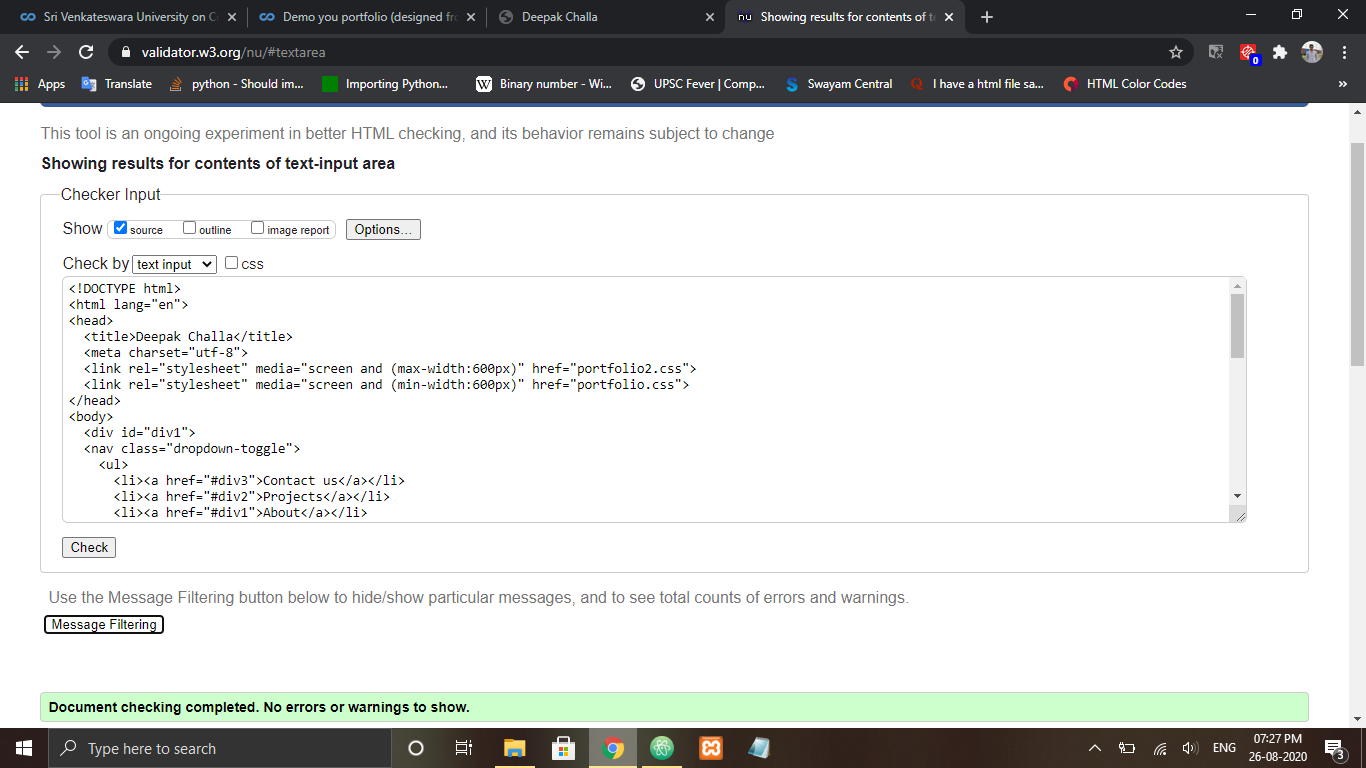 Sri Venkateswara University on C
Demo you portfolio (designed fro
Deepak Challa
nu Showing results for contents of te
validator.w3.org/nu/#textarea
0
Apps
Translate
python - Should im...
Importing Python...
W Binary number - Wi...
UPSC Fever | Comp...
S Swayam Central
Q I have a html file sa...
HTML Color Codes
»
This tool is an ongoing experiment in better HTML checking, and its behavior remains subject to change
Showing results for contents of text-input area
Checker Input
Show source outline image report Options...
Check by text input css
<!DOCTYPE html>
<html lang="en">
<head>
<title>Deepak Challa</title>
<meta charset="utf-8">
<link rel="stylesheet" media="screen and (max-width:600px)" href="portfolio2.css">
<link rel="stylesheet" media="screen and (min-width:600px)" href="portfolio.css">
</head>
<body>
<div id="div1">
<nav class="dropdown-toggle">
<ul>
<li><a href="#div3">Contact us</a></li>
<li><a href="#div2">Projects</a></li>
<li><a href="#div1">About</a></li>
Check
Use the Message Filtering button below to hide/show particular messages, and to see total counts of errors and warnings.
Message Filtering
Document checking completed. No errors or warnings to show.
Type here to search
ENG
07:27 PM
26-08-2020
3